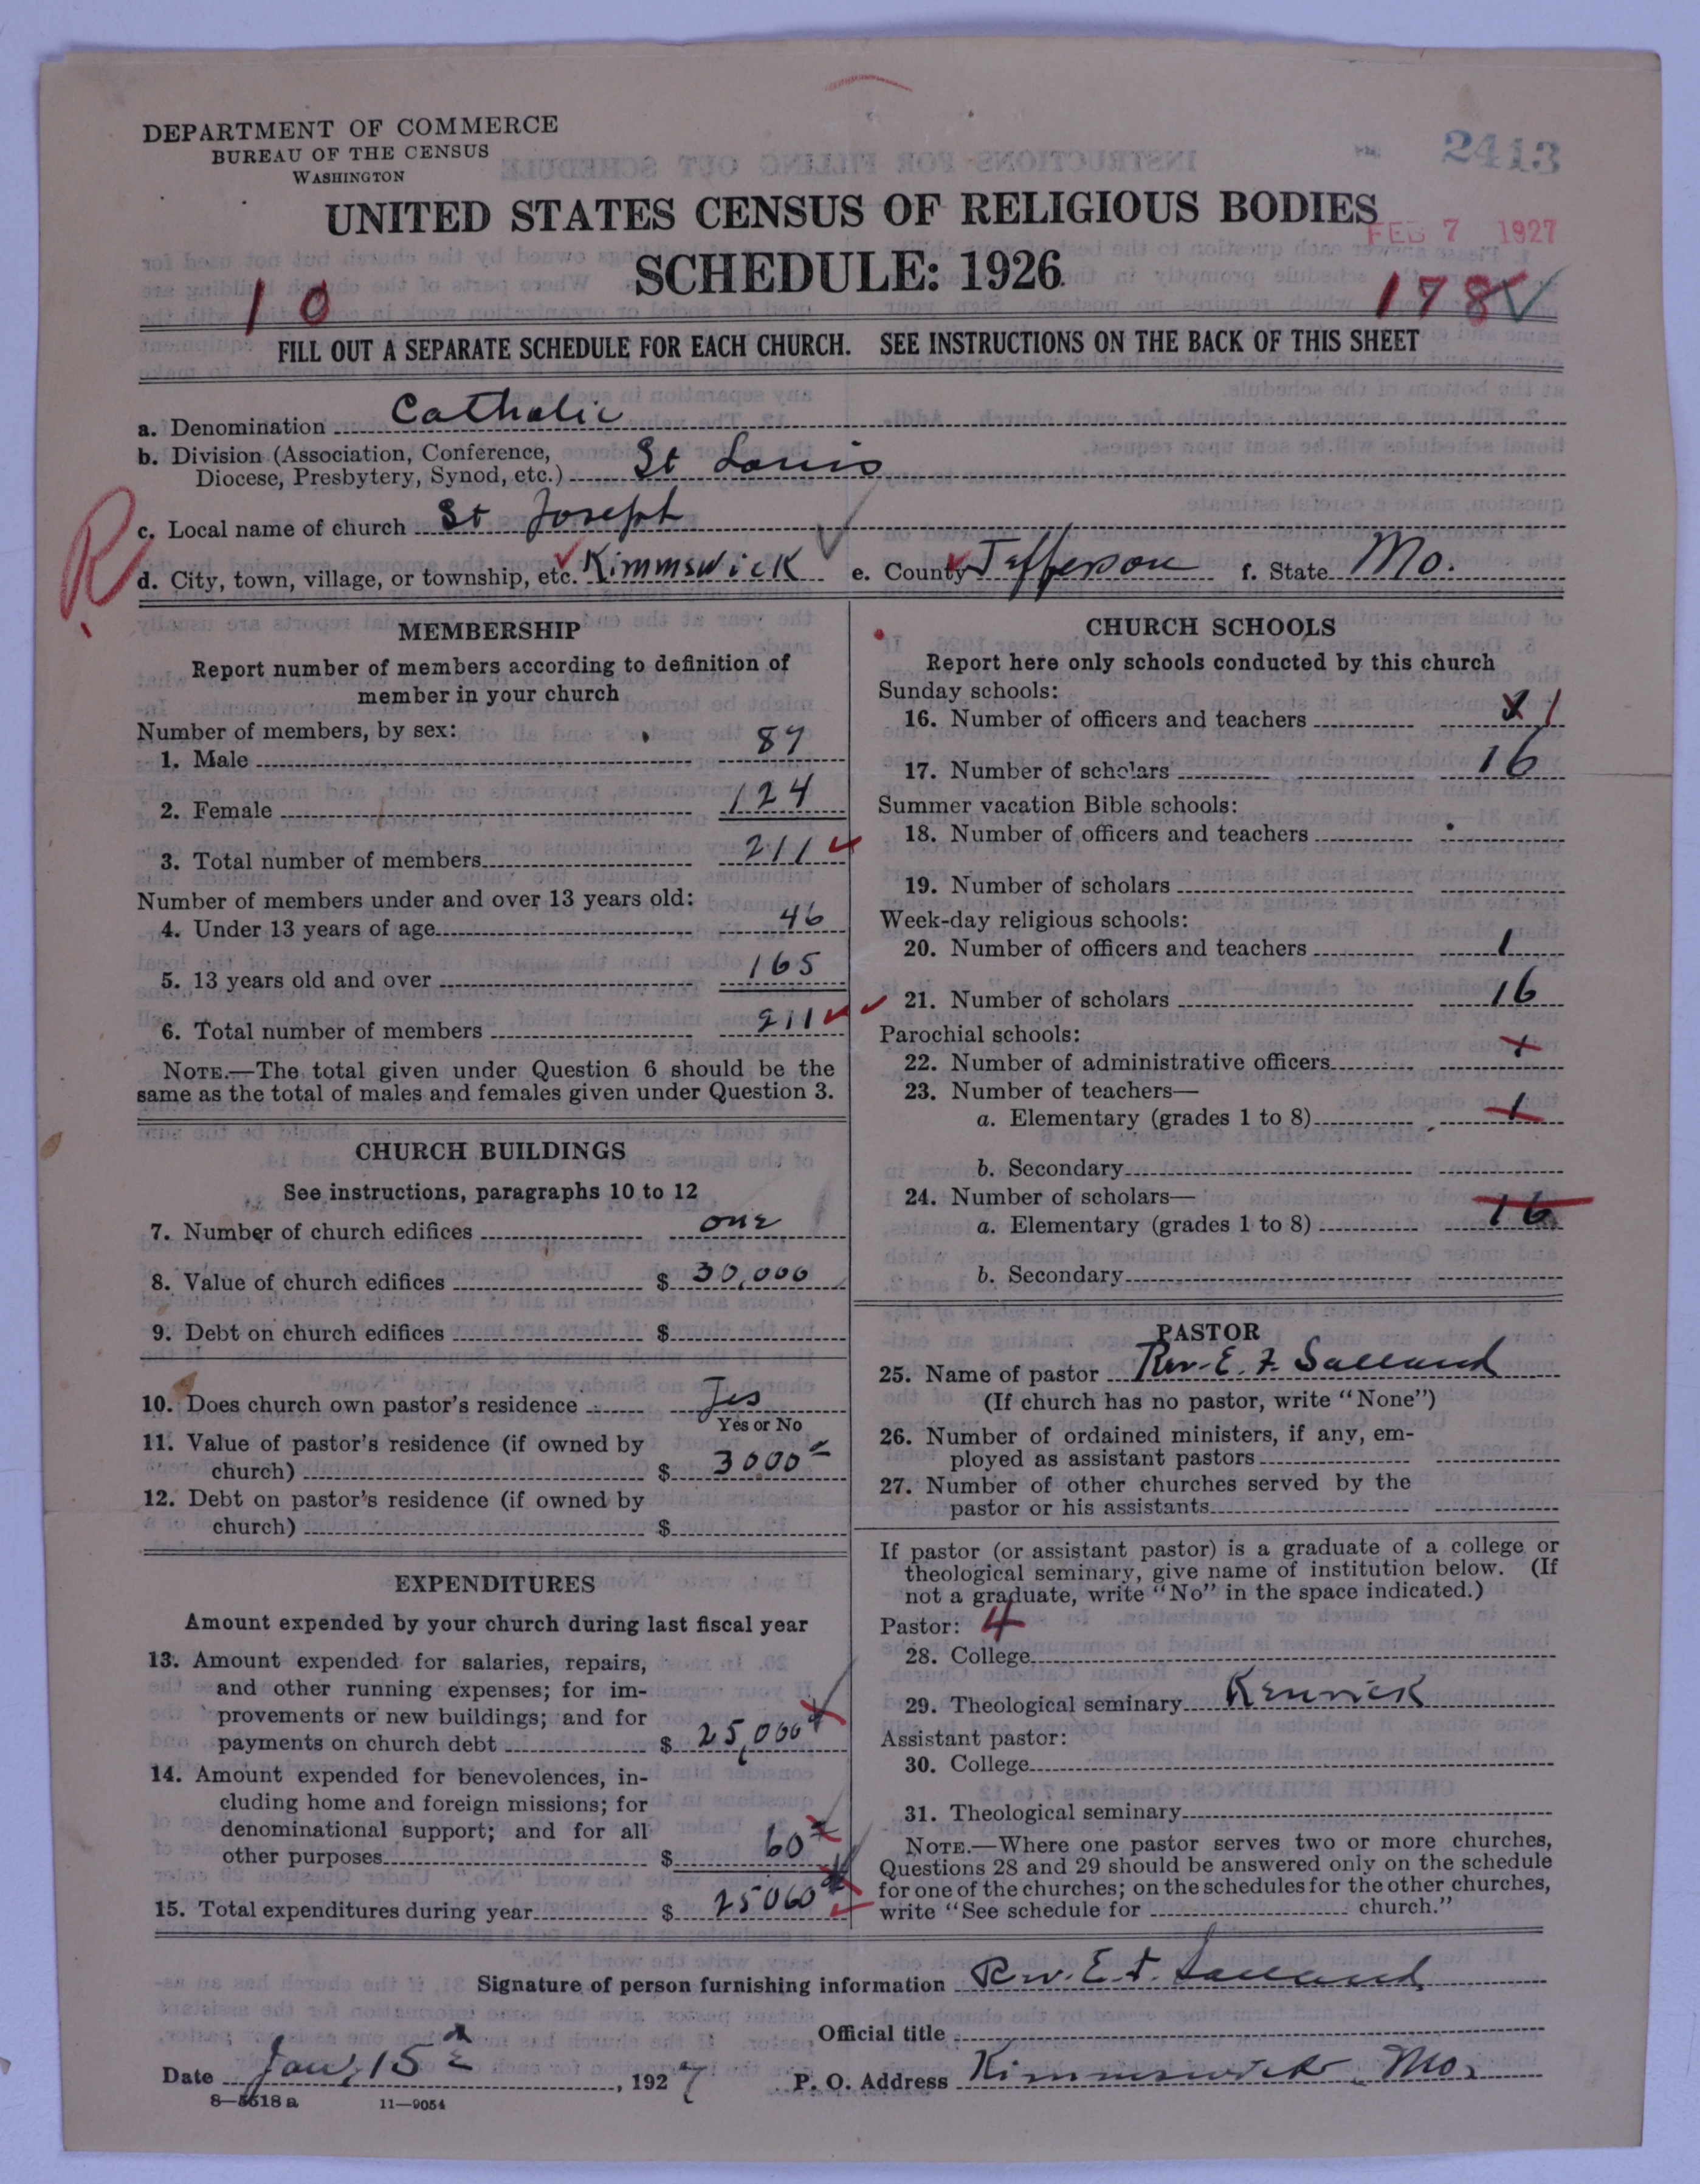 DEPARTMENT OF COMMERCE
BUREAU OF THE CENSUS
WASHINGTON
2413
UNITED STATES CENSUS OF RELIGIOUS BODIES
FEB 7 1927
SCHEDULE: 1926
10
178
FILL OUT A SEPARATE SCHEDULE FOR EACH CHURCH. SEE INSTRUCTIONS ON THE BACK OF THIS SHEET
a. Denomination Catholic
b. Division (Association, Conference,
Diocese, Presbytery, Synod, etc.) St Louis
R
c. Local name of church St Joseph
d. City, town, village, or township, etc. Kimmswick e. County Jefferson f. State Mo.
MEMBERSHIP
Report number of members according to definition of
member in your church
Number of members, by sex:
1. Male 87
2. Female 124
3. Total number of members 211
Number of members under and over 13 years old:
4. Under 13 years of age 46
5. 13 years old and over 165
6. Total number of members 211
NOTE.—The total given under Question 6 should be the
same as the total of males and females given under Question 3.
CHURCH BUILDINGS
See instructions, paragraphs 10 to 12
7. Number of church edifices one
8. Value of church edifices $ 30,000
9. Debt on church edifices $
10. Does church own pastor's residence Yes
Yes or No
11. Value of pastor's residence (if owned by
church) $ 3000
12. Debt on pastor's residence (if owned by
church) $
EXPENDITURES
Amount expended by your church during last fiscal year
13. Amount expended for salaries, repairs,
and other running expenses; for im-
provements or new buildings; and for
payments on church debt $ 25,000
14. Amount expended for benevolences, in-
cluding home and foreign missions; for
denominational support; and for all
other purposes $ 60
15. Total expenditures during year $ 25060
CHURCH SCHOOLS
Report here only schools conducted by this church
Sunday schools:
16. Number of officers and teachers 1
17. Number of scholars 16
Summer vacation Bible schools:
18. Number of officers and teachers
19. Number of scholars
Week-day religious schools:
20. Number of officers and teachers 1
21. Number of scholars 16
Parochial schools:
22. Number of administrative officers 1
23. Number of teachers—
a. Elementary (grades 1 to 8) 1
b. Secondary
24. Number of scholars—
a. Elementary (grades 1 to 8) 16
b. Secondary
PASTOR
25. Name of pastor Rev. E. F. Salland
(If church has no pastor, write "None")
26. Number of ordained ministers, if any, em-
ployed as assistant pastors
27. Number of other churches served by the
pastor or his assistants
If pastor (or assistant pastor) is a graduate of a college or
theological seminary, give name of institution below. (If
not a graduate, write "No" in the space indicated.)
Pastor: 4
28. College
29. Theological seminary Kenrick
Assistant pastor:
30. College
31. Theological seminary
NOTE.—Where one pastor serves two or more churches,
Questions 28 and 29 should be answered only on the schedule
for one of the churches; on the schedules for the other churches,
write "See schedule for church."
Signature of person furnishing information Rev. E. F. Salland
Official title
Date Jan, 15 , 1927 P. O. Address Kimmswick Mo.
8—5518 a 11—9054